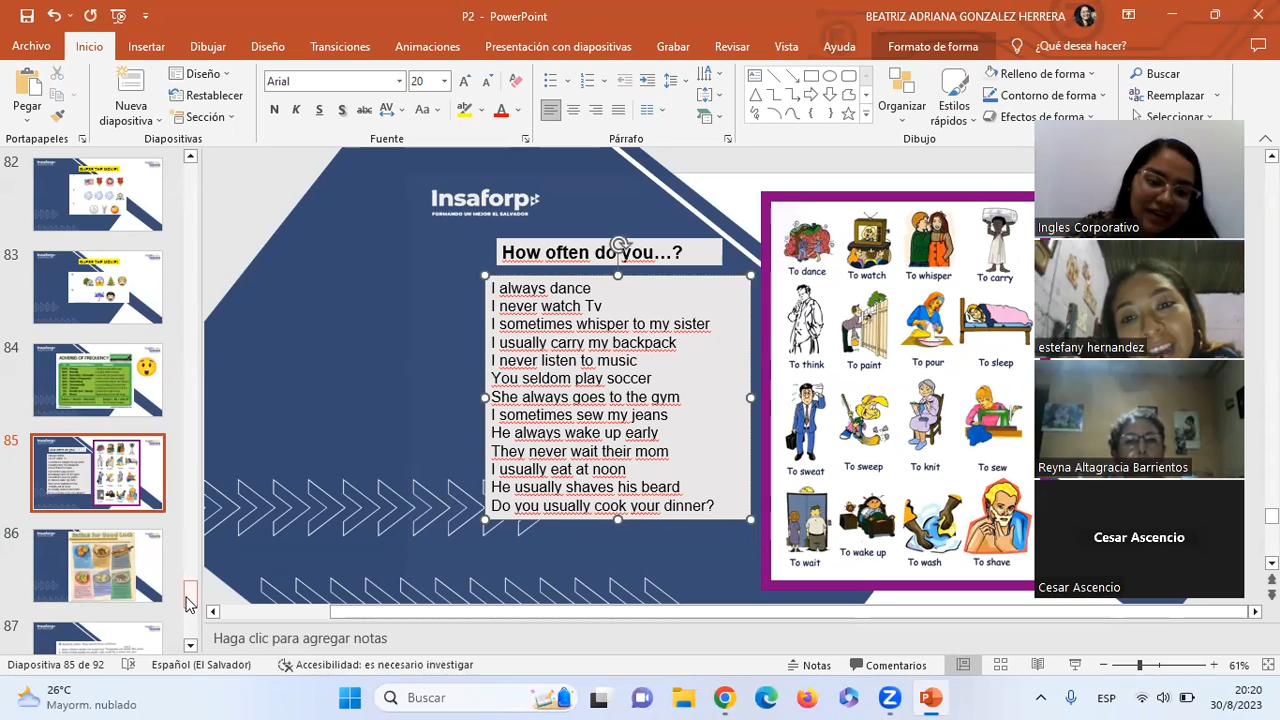 P2 - PowerPoint
BEATRIZ ADRIANA GONZALEZ HERRERA
Archivo Inicio Insertar Dibujar Diseño Transiciones Animaciones Presentación con diapositivas Grabar Revisar Vista Ayuda Formato de forma ¿Qué desea hacer?
Pegar
Portapapeles
Nueva
diapositiva
Diseño
Restablecer
Sección
Diapositivas
Arial 20
N K S S abc AV Aa
Fuente
Párrafo
Organizar
Estilos
rápidos
Relleno de forma
Contorno de forma
Efectos de forma
Dibujo
Buscar
Reemplazar
Seleccionar
82
83
84
85
86
87
Insaforp
FORMANDO UN MEJOR EL SALVADOR
How often do you...?
I always dance
I never watch Tv
I sometimes whisper to my sister
I usually carry my backpack
I never listen to music
You seldom play soccer
She always goes to the gym
I sometimes sew my jeans
He always wake up early
They never wait their mom
I usually eat at noon
He usually shaves his beard
Do you usually cook your dinner?
To dance To watch To whisper To carry
To think To paint To pour To sleep
To sweat To sweep To knit To sew
To wait To wake up To wash To shave
Ingles Corporativo
estefany hernandez
Reyna Altagracia Barrientos
Cesar Ascencio
Cesar Ascencio
Haga clic para agregar notas
Diapositiva 85 de 92 Español (El Salvador) Accesibilidad: es necesario investigar Notas Comentarios 61%
26°C
Mayorm. nublado
Buscar
ESP
20:20
30/8/2023